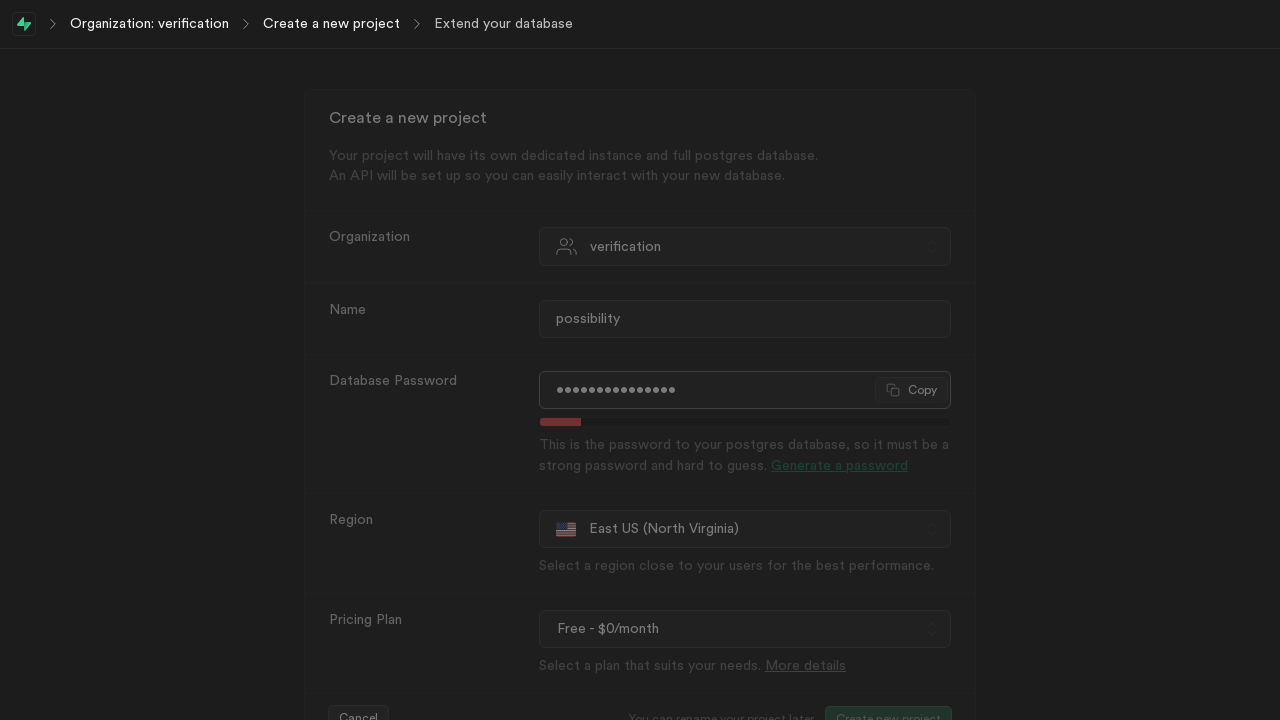 Organization: verification
Create a new project
Extend your database
Create a new project
Your project will have its own dedicated instance and full postgres database.
An API will be set up so you can easily interact with your new database.
Organization
verification
Name
possibility
Database Password
•••••••••••••••
Copy
This is the password to your postgres database, so it must be a
strong password and hard to guess. Generate a password
Region
East US (North Virginia)
Select a region close to your users for the best performance.
Pricing Plan
Free - $0/month
Select a plan that suits your needs. More details
Cancel
You can rename your project later
Create new project